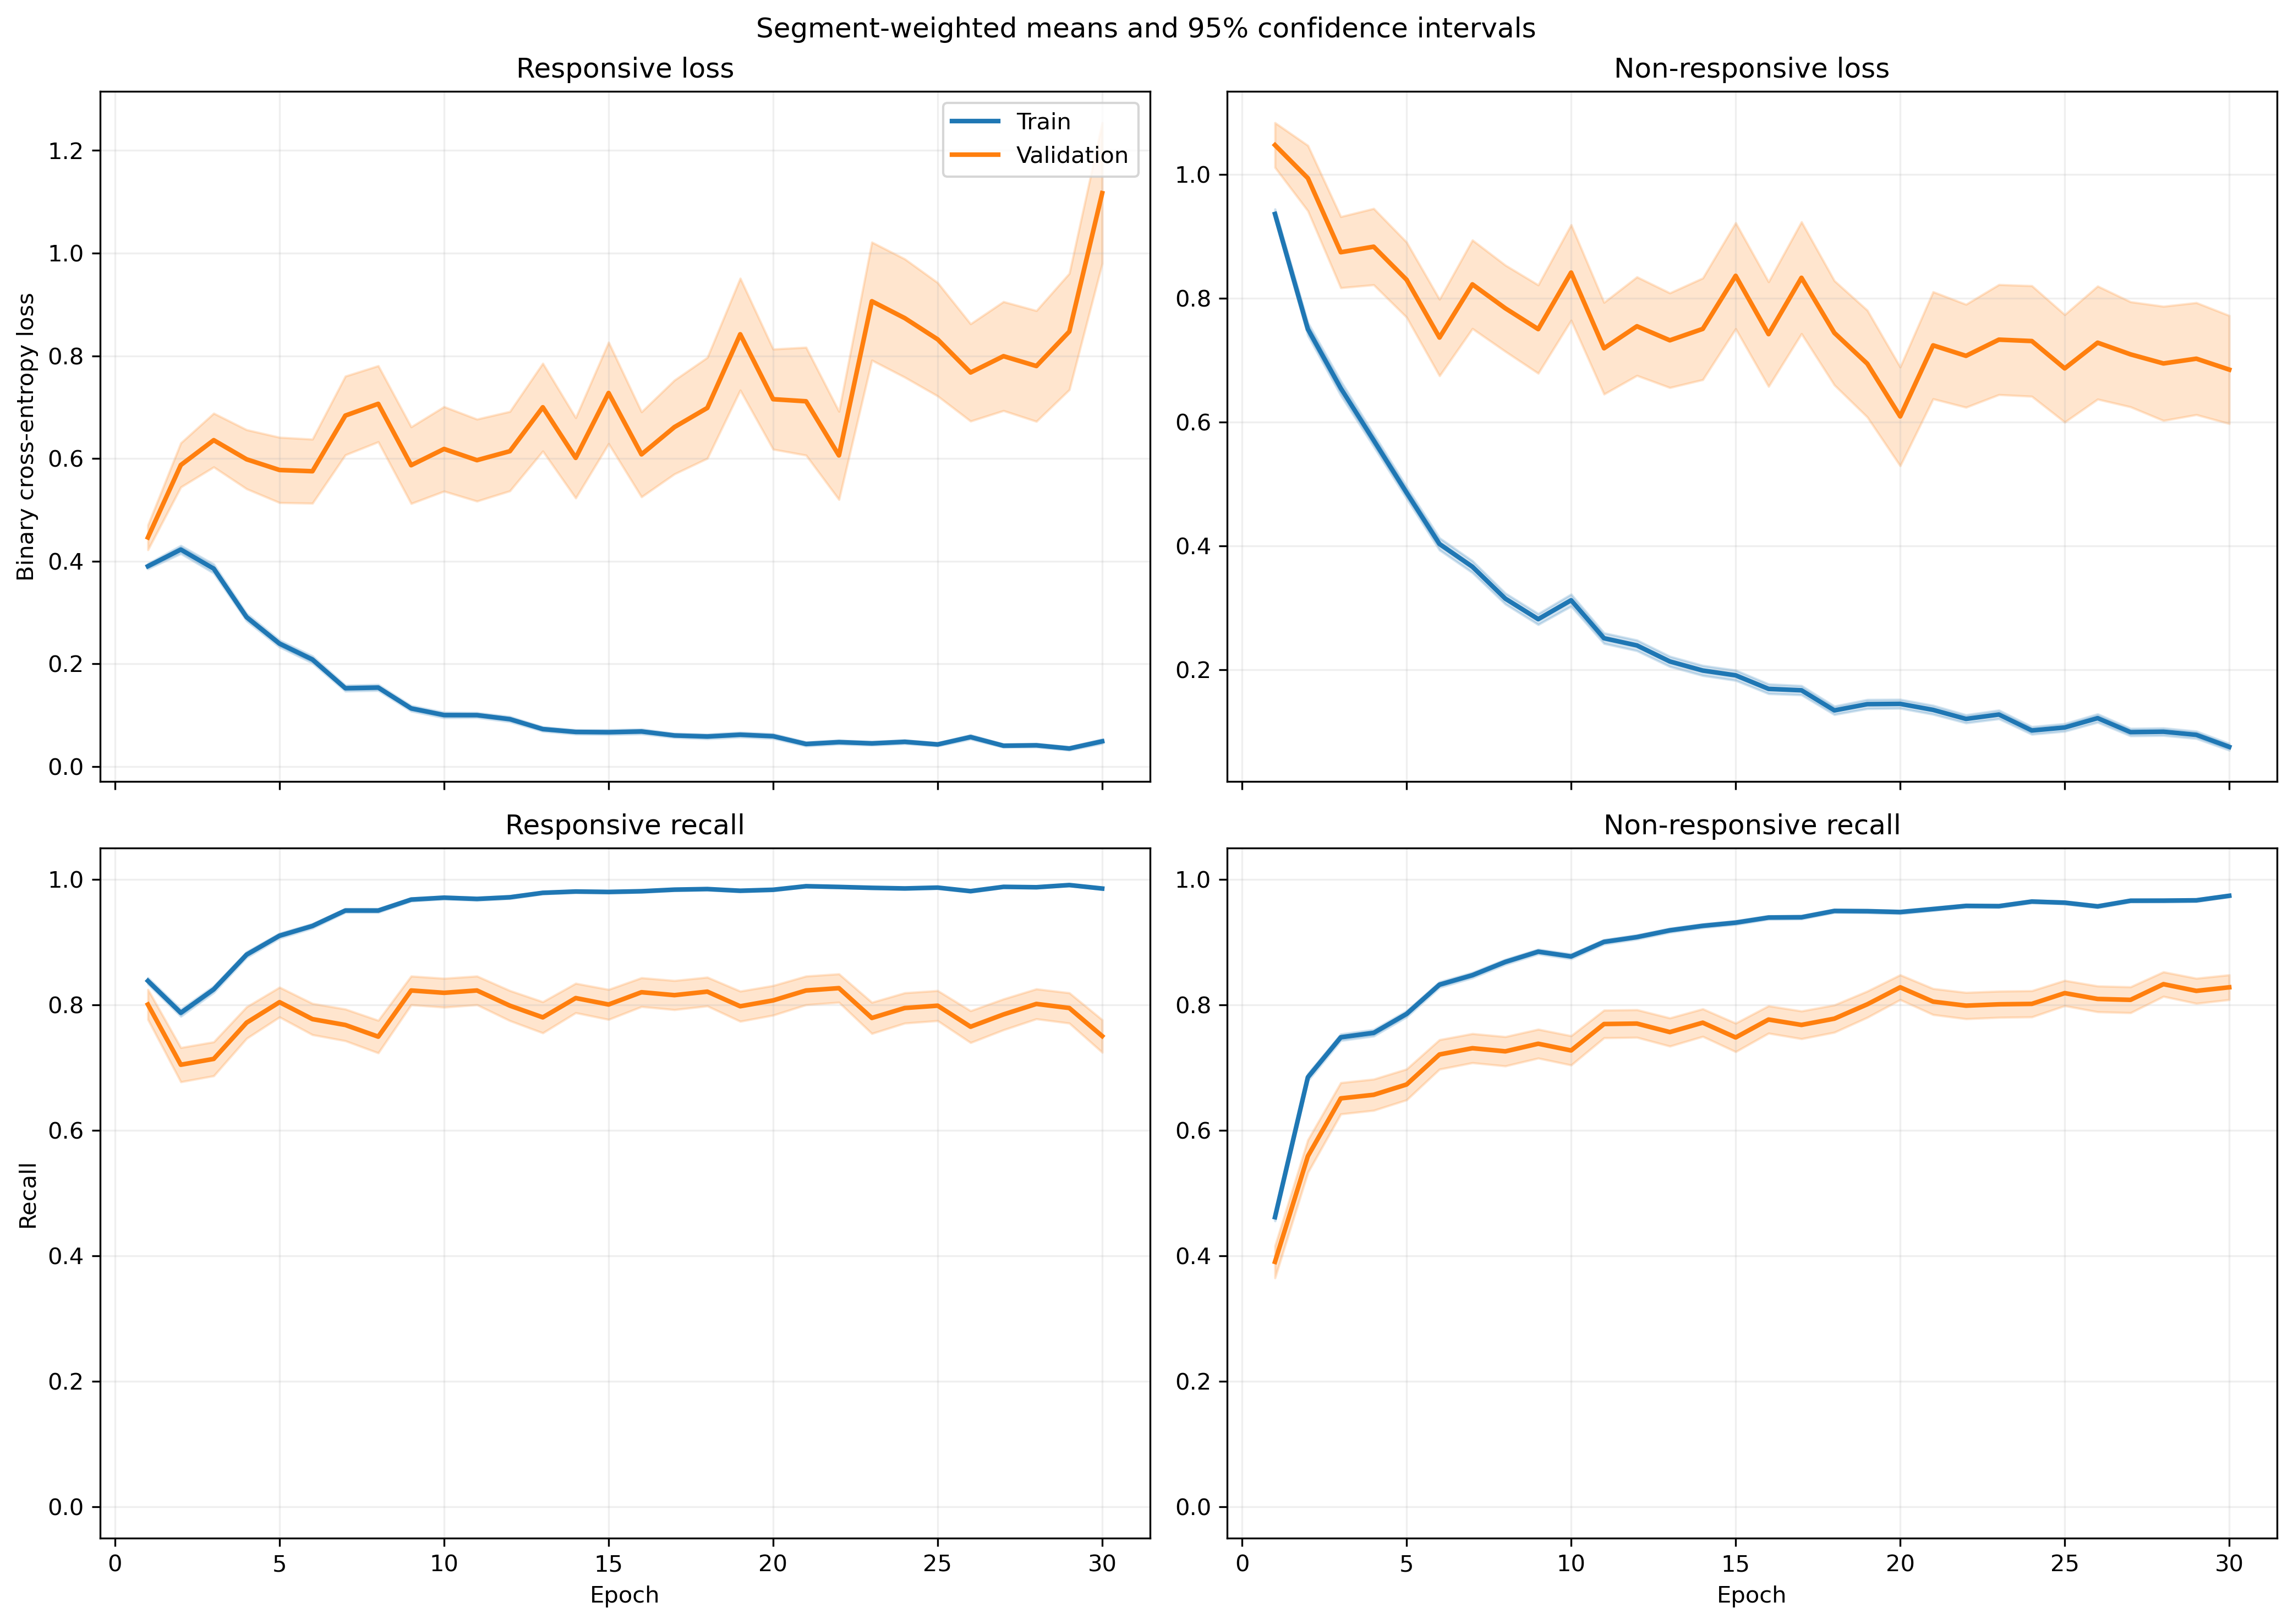 Segment-weighted means and 95% confidence intervals
Responsive loss
Non-responsive loss
Train
Validation
Binary cross-entropy loss
1.2
1.0
0.8
0.6
0.4
0.2
0.0
1.0
0.8
0.6
0.4
0.2
Responsive recall
Non-responsive recall
Recall
1.0
0.8
0.6
0.4
0.2
0.0
0 5 10 15 20 25 30
Epoch
1.0
0.8
0.6
0.4
0.2
0.0
0 5 10 15 20 25 30
Epoch